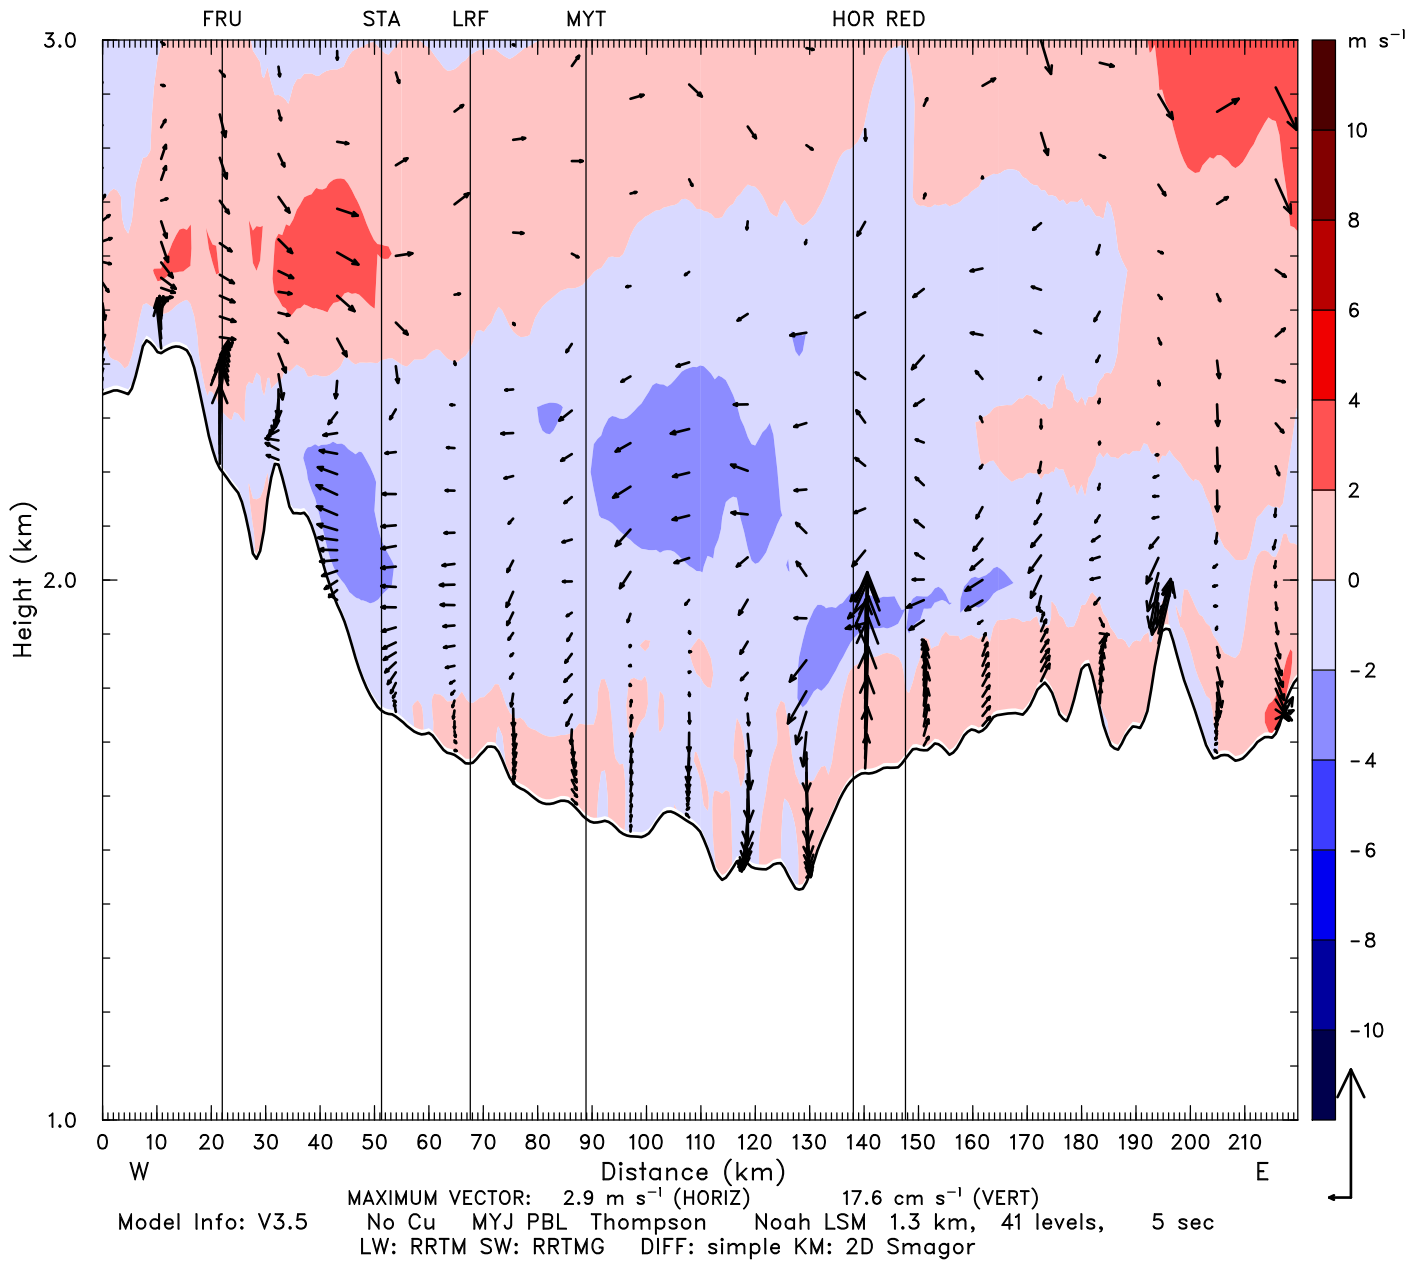 FRU STA LRF MYT HOR RED
3.0
m s⁻¹
10
8
6
4
2
2.0
0
Height (km)
-2
-4
-6
-8
-10
1.0
0 10 20 30 40 50 60 70 80 90 100 110 120 130 140 150 160 170 180 190 200 210
W Distance (km) E
MAXIMUM VECTOR: 2.9 m s⁻¹ (HORIZ) 17.6 cm s⁻¹ (VERT)
Model Info: V3.5 No Cu MYJ PBL Thompson Noah LSM 1.3 km, 41 levels, 5 sec
LW: RRTM SW: RRTMG DIFF: simple KM: 2D Smagor